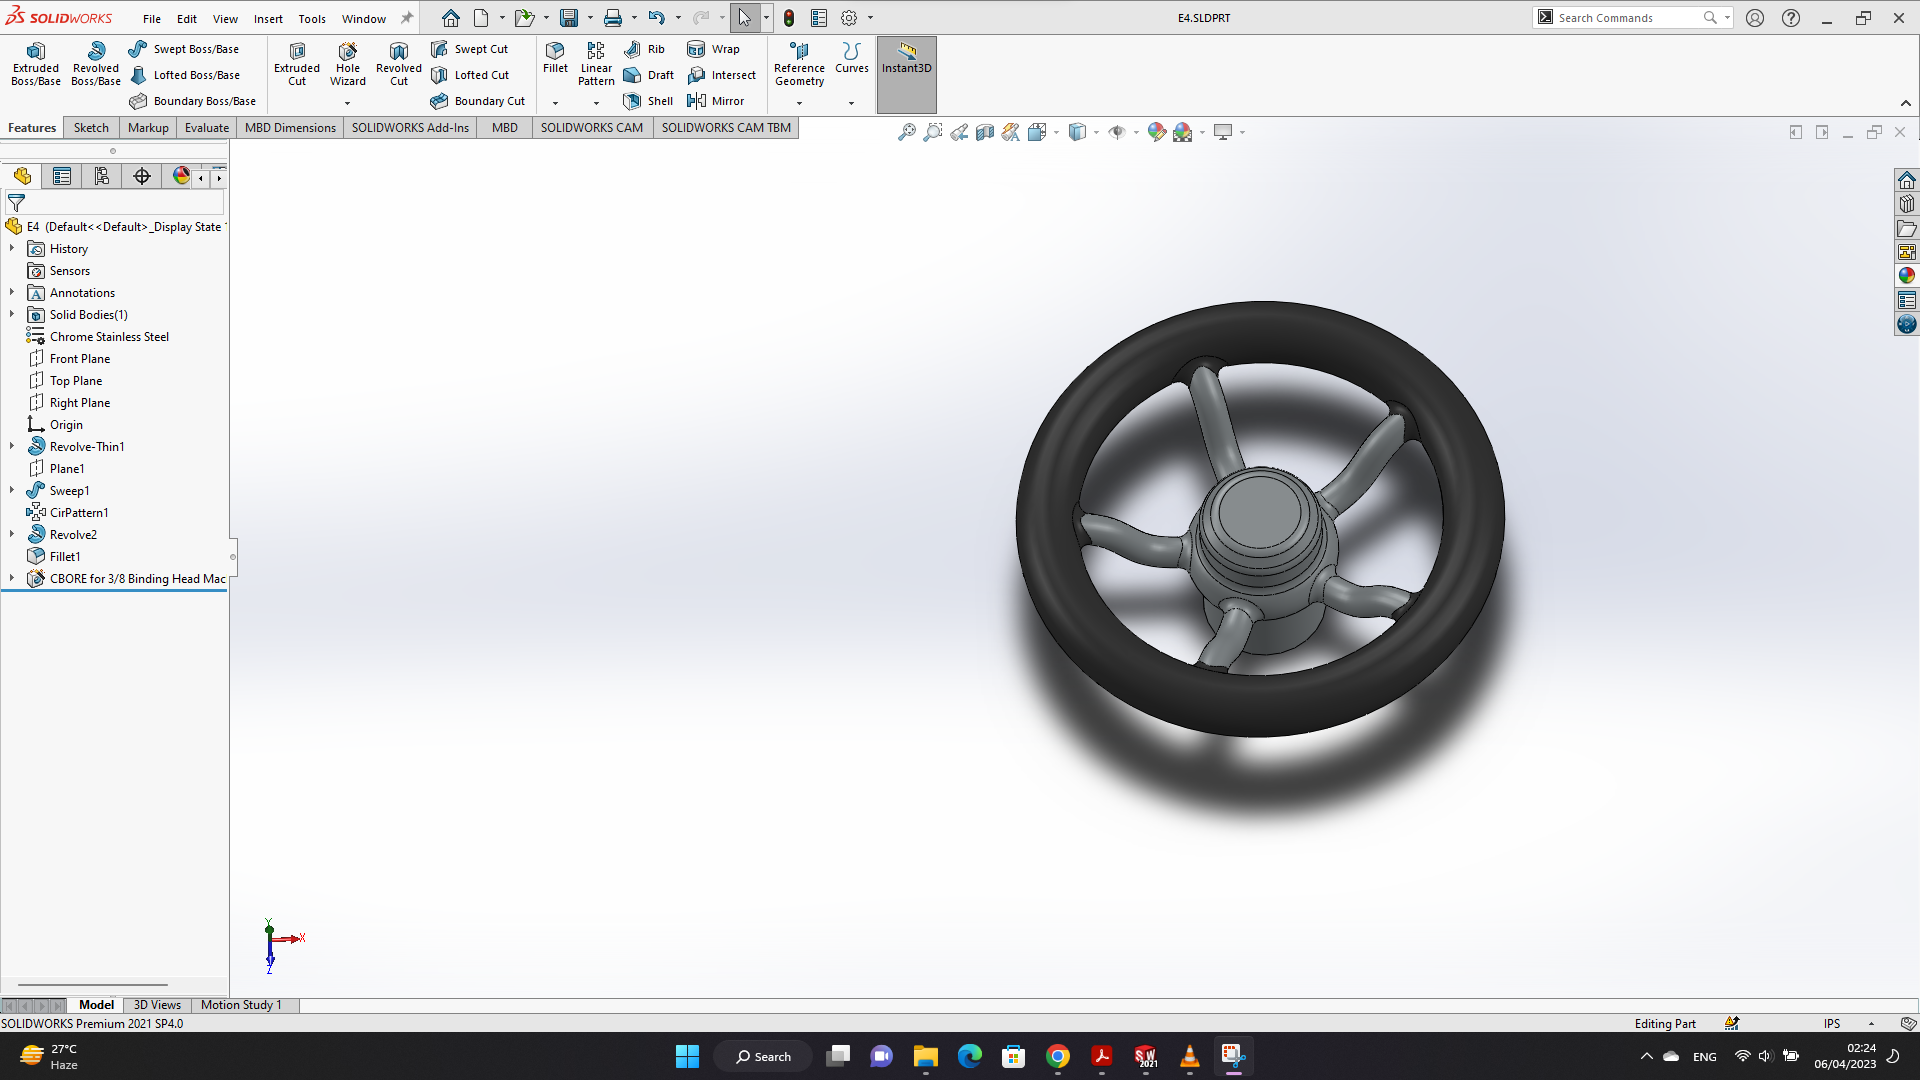 SOLIDWORKS File Edit View Insert Tools Window E4.SLDPRT Search Commands
Extruded Boss/Base
Revolved Boss/Base
Swept Boss/Base
Lofted Boss/Base
Boundary Boss/Base
Extruded Cut
Hole Wizard
Revolved Cut
Swept Cut
Lofted Cut
Boundary Cut
Fillet
Linear Pattern
Rib
Draft
Shell
Wrap
Intersect
Mirror
Reference Geometry
Curves
Instant3D
Features Sketch Markup Evaluate MBD Dimensions SOLIDWORKS Add-Ins MBD SOLIDWORKS CAM SOLIDWORKS CAM TBM
E4 (Default<<Default>_Display State
History
Sensors
Annotations
Solid Bodies(1)
Chrome Stainless Steel
Front Plane
Top Plane
Right Plane
Origin
Revolve-Thin1
Plane1
Sweep1
CirPattern1
Revolve2
Fillet1
CBORE for 3/8 Binding Head Mac
Y
X
Z
Model 3D Views Motion Study 1
SOLIDWORKS Premium 2021 SP4.0 Editing Part IPS
27°C
Haze
Search
SW
2021
ENG
02:24
06/04/2023